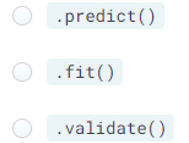 .predict()
.fit()
.validate()